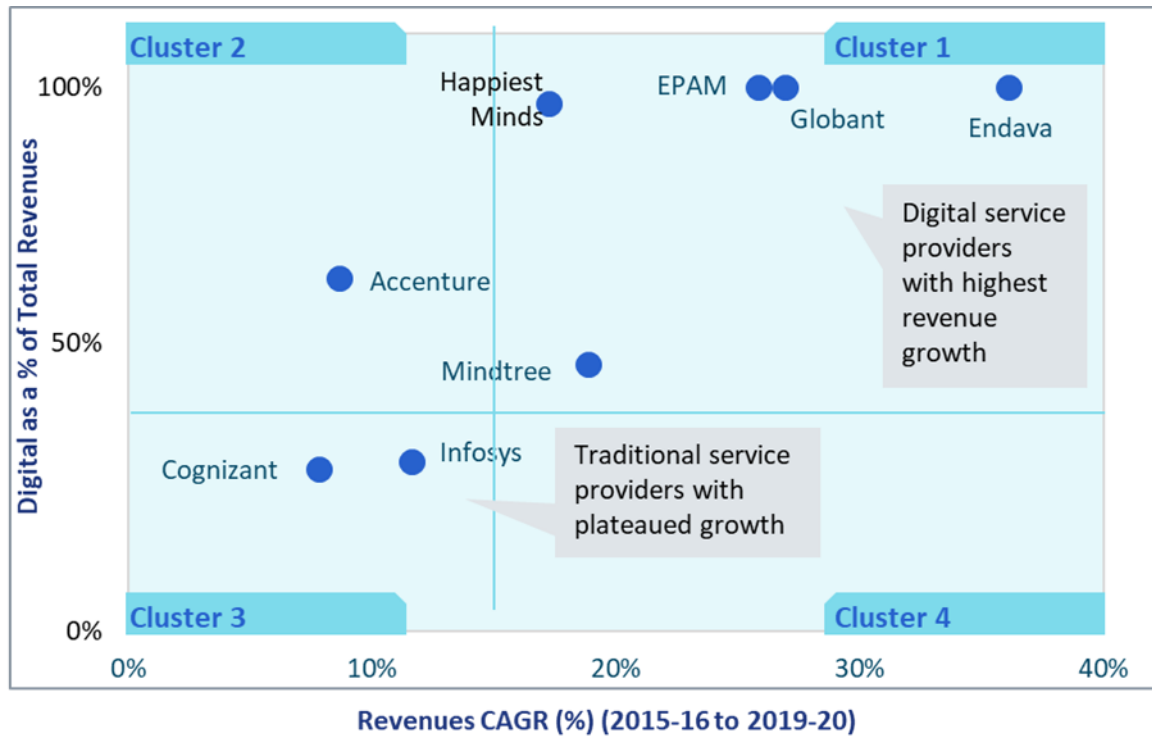 Cluster 2
Cluster 1
100%
Happiest
Minds
EPAM
Globant
Endava
Digital service
providers
with highest
revenue
growth
Accenture
50%
Mindtree
Digital as a % of Total Revenues
Cognizant
Infosys
Traditional service
providers with
plateaued growth
Cluster 3
Cluster 4
0%
0%
10%
20%
30%
40%
Revenues CAGR (%) (2015-16 to 2019-20)